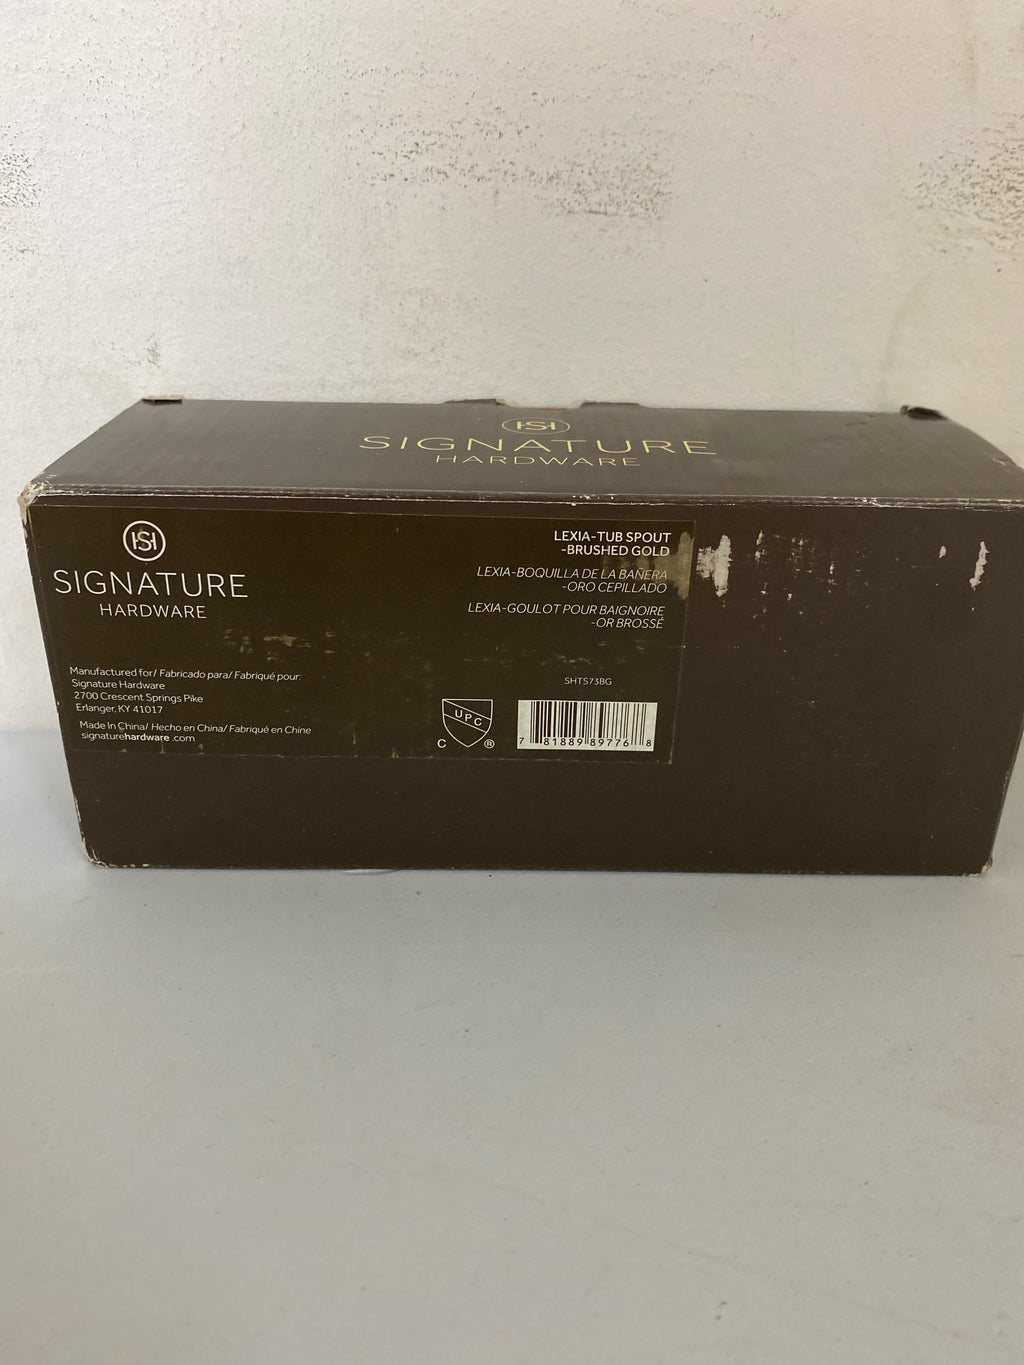 SIGNATURE
HARDWARE
SIGNATURE
HARDWARE
LEXIA-TUB SPOUT
-BRUSHED GOLD
LEXIA-BOQUILLA DE LA BAÑERA
-ORO CEPILLADO
LEXIA-GOULOT POUR BAIGNOIRE
-OR BROSSÉ
Manufactured for/ Fabricado para/ Fabriqué pour:
Signature Hardware
2700 Crescent Springs Pike
Erlanger, KY 41017
Made In China/ Hecho en China/ Fabriqué en Chine
signaturehardware .com
SHTS73BG
UPC
C ®
7 81889 89776 8